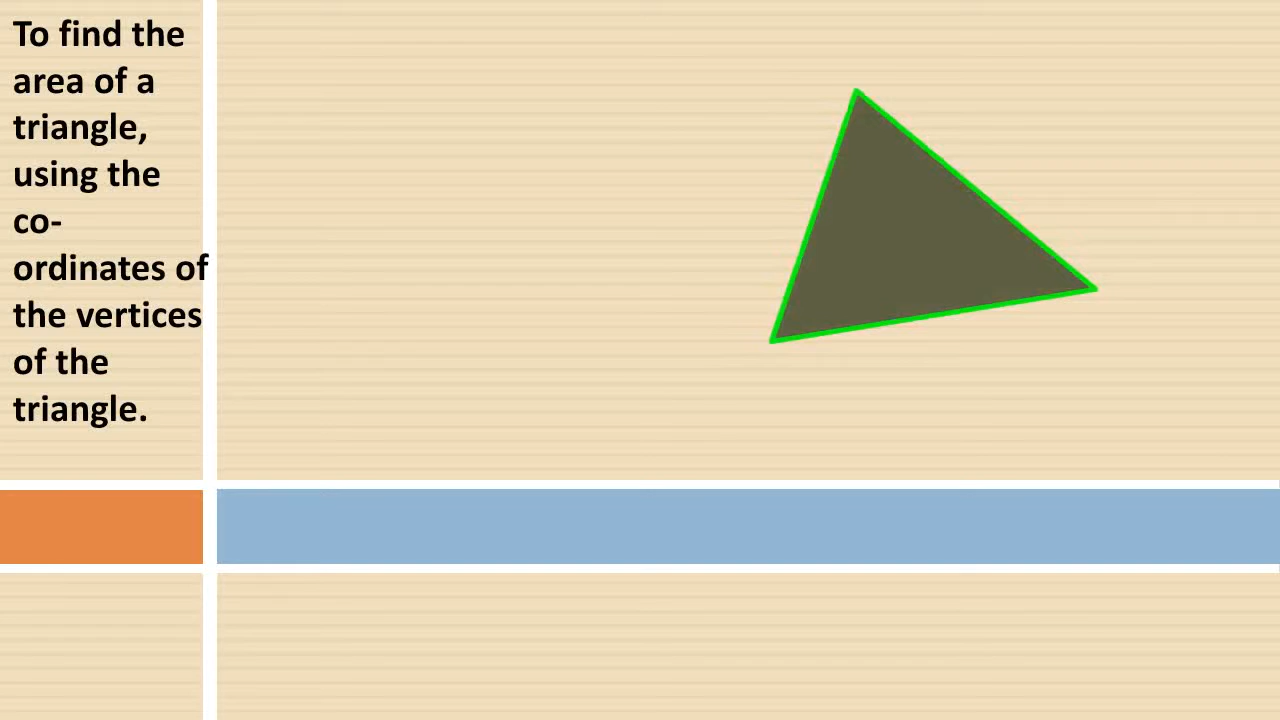 To find the
area of a
triangle,
using the
co-
ordinates of
the vertices
of the
triangle.